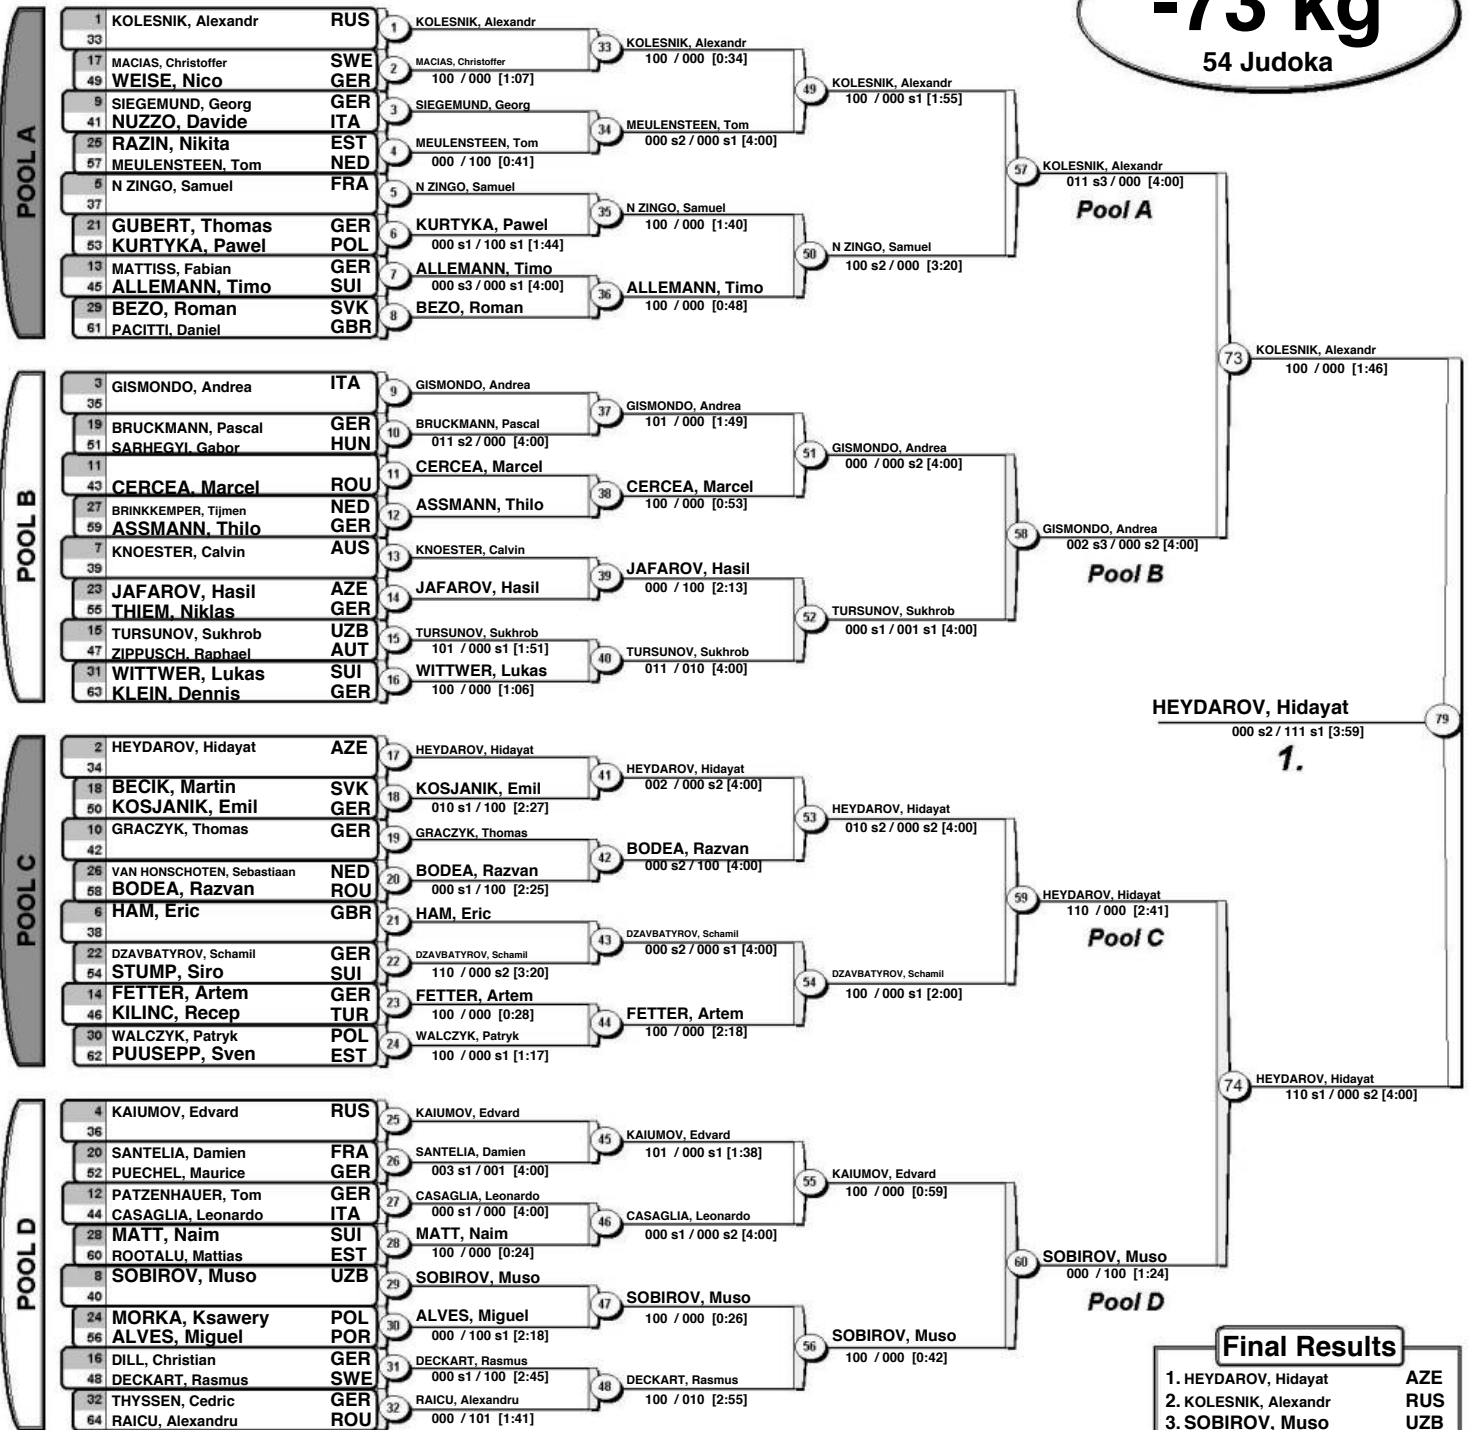 -73 kg
54 Judoka
POOL A
1 KOLESNIK, Alexandr RUS
33
17 MACIAS, Christoffer SWE
49 WEISE, Nico GER
9 SIEGEMUND, Georg GER
41 NUZZO, Davide ITA
25 RAZIN, Nikita EST
57 MEULENSTEEN, Tom NED
5 N ZINGO, Samuel FRA
37
21 GUBERT, Thomas GER
53 KURTYKA, Pawel POL
13 MATTISS, Fabian GER
45 ALLEMANN, Timo SUI
29 BEZO, Roman SVK
61 PACITTI, Daniel GBR
1 KOLESNIK, Alexandr
2 MACIAS, Christoffer
100 / 000 [1:07]
3 SIEGEMUND, Georg
4 MEULENSTEEN, Tom
000 / 100 [0:41]
5 N ZINGO, Samuel
6 KURTYKA, Pawel
000 s1 / 100 s1 [1:44]
7 ALLEMANN, Timo
000 s3 / 000 s1 [4:00]
8 BEZO, Roman
33 KOLESNIK, Alexandr
100 / 000 [0:34]
34 MEULENSTEEN, Tom
000 s2 / 000 s1 [4:00]
35 N ZINGO, Samuel
100 / 000 [1:40]
36 ALLEMANN, Timo
100 / 000 [0:48]
49 KOLESNIK, Alexandr
100 / 000 s1 [1:55]
50 N ZINGO, Samuel
100 s2 / 000 [3:20]
57 KOLESNIK, Alexandr
011 s3 / 000 [4:00]
Pool A
POOL B
3 GISMONDO, Andrea ITA
35
19 BRUCKMANN, Pascal GER
51 SARHEGYI, Gabor HUN
11
43 CERCEA, Marcel ROU
27 BRINKKEMPER, Tijmen NED
59 ASSMANN, Thilo GER
7 KNOESTER, Calvin AUS
39
23 JAFAROV, Hasil AZE
55 THIEM, Niklas GER
15 TURSUNOV, Sukhrob UZB
47 ZIPPUSCH, Raphael AUT
31 WITTWER, Lukas SUI
63 KLEIN, Dennis GER
9 GISMONDO, Andrea
10 BRUCKMANN, Pascal
011 s2 / 000 [4:00]
11 CERCEA, Marcel
12 ASSMANN, Thilo
13 KNOESTER, Calvin
14 JAFAROV, Hasil
15 TURSUNOV, Sukhrob
101 / 000 s1 [1:51]
16 WITTWER, Lukas
100 / 000 [1:06]
37 GISMONDO, Andrea
101 / 000 [1:49]
38 CERCEA, Marcel
100 / 000 [0:53]
39 JAFAROV, Hasil
000 / 100 [2:13]
40 TURSUNOV, Sukhrob
011 / 010 [4:00]
51 GISMONDO, Andrea
000 / 000 s2 [4:00]
52 TURSUNOV, Sukhrob
000 s1 / 001 s1 [4:00]
58 GISMONDO, Andrea
002 s3 / 000 s2 [4:00]
Pool B
73 KOLESNIK, Alexandr
100 / 000 [1:46]
HEYDAROV, Hidayat 79
000 s2 / 111 s1 [3:59]
1.
POOL C
2 HEYDAROV, Hidayat AZE
34
18 BECIK, Martin SVK
50 KOSJANIK, Emil GER
10 GRACZYK, Thomas GER
42
26 VAN HONSCHOTEN, Sebastiaan NED
58 BODEA, Razvan ROU
6 HAM, Eric GBR
38
22 DZAVBATYROV, Schamil GER
54 STUMP, Siro SUI
14 FETTER, Artem GER
46 KILINC, Recep TUR
30 WALCZYK, Patryk POL
62 PUUSEPP, Sven EST
17 HEYDAROV, Hidayat
18 KOSJANIK, Emil
010 s1 / 100 [2:27]
19 GRACZYK, Thomas
20 BODEA, Razvan
000 s1 / 100 [2:25]
21 HAM, Eric
22 DZAVBATYROV, Schamil
110 / 000 s2 [3:20]
23 FETTER, Artem
100 / 000 [0:28]
24 WALCZYK, Patryk
100 / 000 s1 [1:17]
41 HEYDAROV, Hidayat
002 / 000 s2 [4:00]
42 BODEA, Razvan
000 s2 / 100 [4:00]
43 DZAVBATYROV, Schamil
000 s2 / 000 s1 [4:00]
44 FETTER, Artem
100 / 000 [2:18]
53 HEYDAROV, Hidayat
010 s2 / 000 s2 [4:00]
54 DZAVBATYROV, Schamil
100 / 000 s1 [2:00]
59 HEYDAROV, Hidayat
110 / 000 [2:41]
Pool C
POOL D
4 KAIUMOV, Edvard RUS
36
20 SANTELIA, Damien FRA
52 PUECHEL, Maurice GER
12 PATZENHAUER, Tom GER
44 CASAGLIA, Leonardo ITA
28 MATT, Naim SUI
60 ROOTALU, Mattias EST
8 SOBIROV, Muso UZB
40
24 MORKA, Ksawery POL
56 ALVES, Miguel POR
16 DILL, Christian GER
48 DECKART, Rasmus SWE
32 THYSSEN, Cedric GER
64 RAICU, Alexandru ROU
25 KAIUMOV, Edvard
26 SANTELIA, Damien
003 s1 / 001 [4:00]
27 CASAGLIA, Leonardo
000 s1 / 000 [4:00]
28 MATT, Naim
100 / 000 [0:24]
29 SOBIROV, Muso
30 ALVES, Miguel
000 / 100 s1 [2:18]
31 DECKART, Rasmus
000 s1 / 100 [2:45]
32 RAICU, Alexandru
000 / 101 [1:41]
45 KAIUMOV, Edvard
101 / 000 s1 [1:38]
46 CASAGLIA, Leonardo
000 s1 / 000 s2 [4:00]
47 SOBIROV, Muso
100 / 000 [0:26]
48 DECKART, Rasmus
100 / 010 [2:55]
55 KAIUMOV, Edvard
100 / 000 [0:59]
56 SOBIROV, Muso
100 / 000 [0:42]
60 SOBIROV, Muso
000 / 100 [1:24]
Pool D
74 HEYDAROV, Hidayat
110 s1 / 000 s2 [4:00]
Final Results
1. HEYDAROV, Hidayat AZE
2. KOLESNIK, Alexandr RUS
3. SOBIROV, Muso UZB